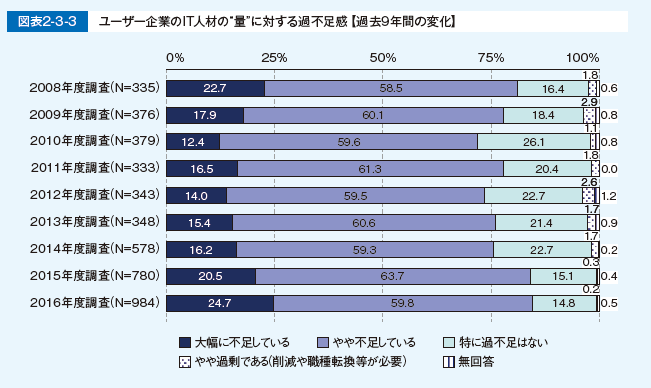 図表2-3-3 ユーザー企業のIT人材の“量”に対する過不足感【過去9年間の変化】
0% 25% 50% 75% 100%
2008年度調査(N=335) 22.7 58.5 16.4 1.8 0.6
2009年度調査(N=376) 17.9 60.1 18.4 2.9 0.8
2010年度調査(N=379) 12.4 59.6 26.1 1.1 0.8
2011年度調査(N=333) 16.5 61.3 20.4 1.8 0.0
2012年度調査(N=343) 14.0 59.5 22.7 2.6 1.2
2013年度調査(N=348) 15.4 60.6 21.4 1.7 0.9
2014年度調査(N=578) 16.2 59.3 22.7 1.7 0.2
2015年度調査(N=780) 20.5 63.7 15.1 0.3 0.4
2016年度調査(N=984) 24.7 59.8 14.8 0.2 0.5
大幅に不足している やや不足している 特に過不足はない
やや過剰である(削減や職種転換等が必要) 無回答